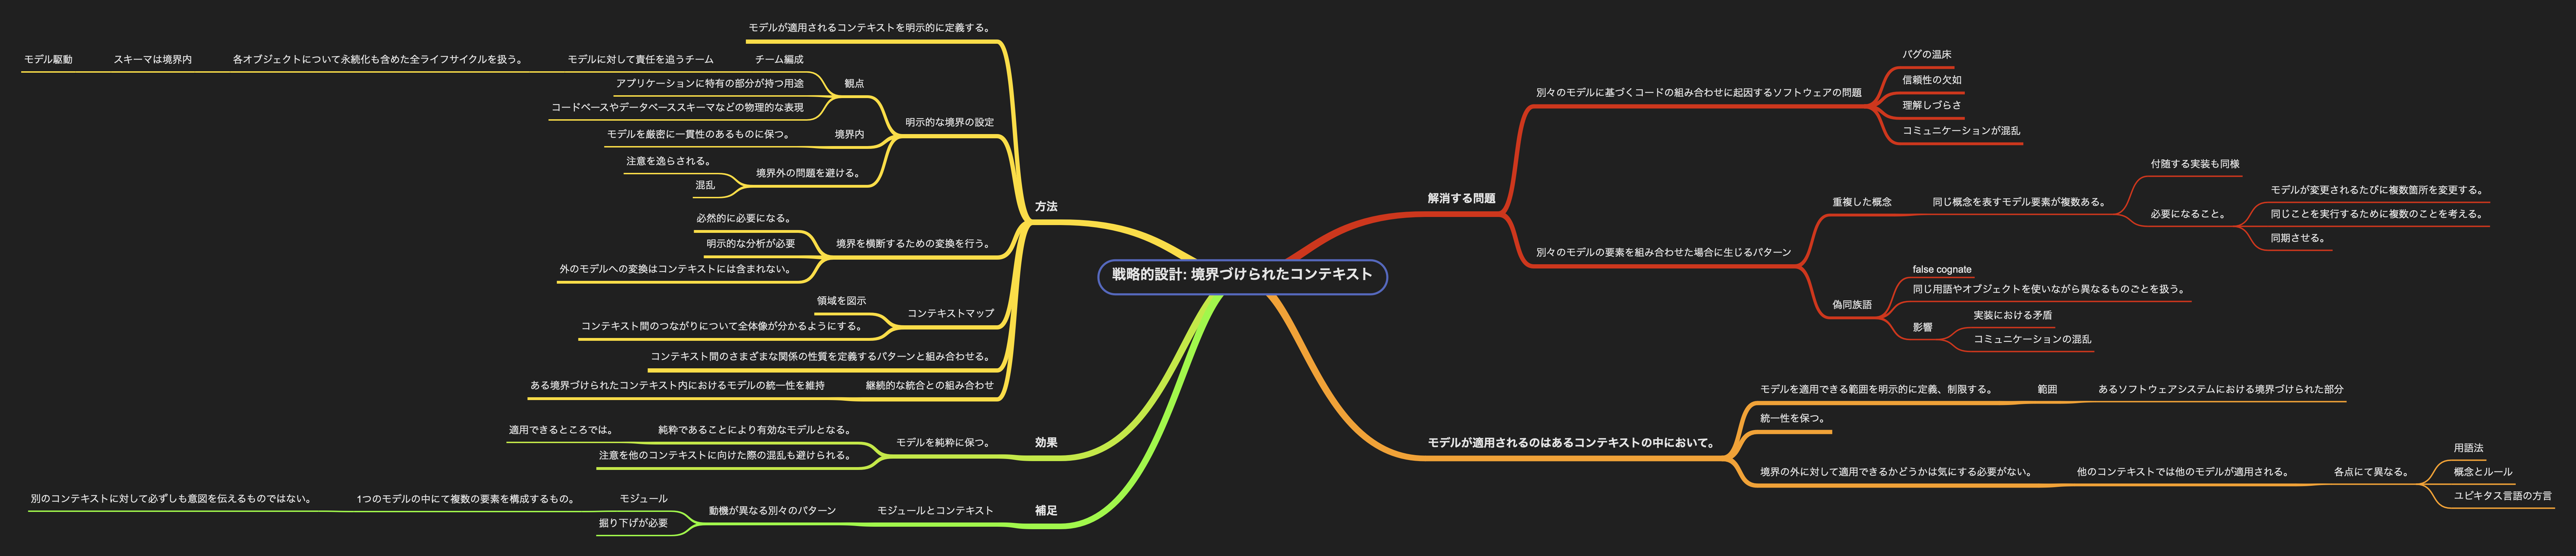 戦略的設計: 境界づけられたコンテキスト
解消する問題
別々のモデルに基づくコードの組み合わせに起因するソフトウェアの問題
バグの温床
信頼性の欠如
理解しづらさ
コミュニケーションが混乱
別々のモデルの要素を組み合わせた場合に生じるパターン
重複した概念
同じ概念を表すモデル要素が複数ある。
付随する実装も同様
必要になること。
モデルが変更されるたびに複数箇所を変更する。
同じことを実行するために複数のことを考える。
同期させる。
偽同族語
false cognate
同じ用語やオブジェクトを使いながら異なるものごとを扱う。
影響
実装における矛盾
コミュニケーションの混乱
モデルが適用されるのはあるコンテキストの中において。
モデルを適用できる範囲を明示的に定義、制限する。
範囲
あるソフトウェアシステムにおける境界づけられた部分
統一性を保つ。
境界の外に対して適用できるかどうかは気にする必要がない。
他のコンテキストでは他のモデルが適用される。
各点にて異なる。
用語法
概念とルール
ユビキタス言語の方言
方法
モデルが適用されるコンテキストを明示的に定義する。
明示的な境界の設定
観点
チーム編成
モデルに対して責任を追うチーム
各オブジェクトについて永続化も含めた全ライフサイクルを扱う。
スキーマは境界内
モデル駆動
アプリケーションに特有の部分が持つ用途
コードベースやデータベーススキーマなどの物理的な表現
境界内
モデルを厳密に一貫性のあるものに保つ。
境界外の問題を避ける。
注意を逸らされる。
混乱
境界を横断するための変換を行う。
必然的に必要になる。
明示的な分析が必要
外のモデルへの変換はコンテキストには含まれない。
コンテキストマップ
領域を図示
コンテキスト間のつながりについて全体像が分かるようにする。
コンテキスト間のさまざまな関係の性質を定義するパターンと組み合わせる。
継続的な統合との組み合わせ
ある境界づけられたコンテキスト内におけるモデルの統一性を維持
効果
モデルを純粋に保つ。
純粋であることにより有効なモデルとなる。
適用できるところでは。
注意を他のコンテキストに向けた際の混乱も避けられる。
補足
モジュールとコンテキスト
動機が異なる別々のパターン
モジュール
1つのモデルの中にて複数の要素を構成するもの。
別のコンテキストに対して必ずしも意図を伝えるものではない。
掘り下げが必要